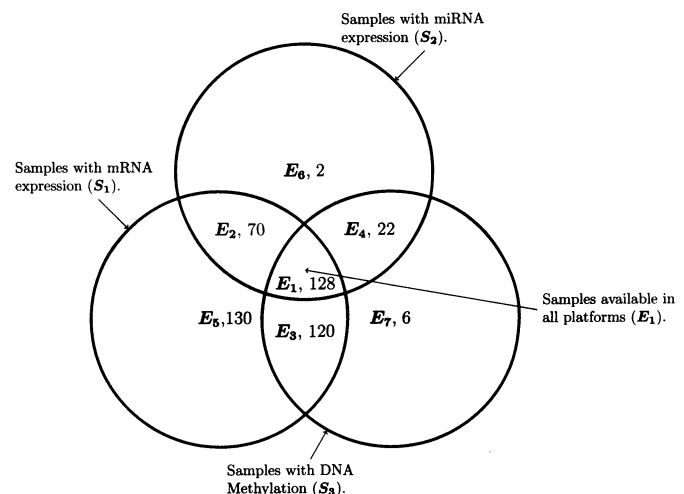 Samples with miRNA
expression (S₂).
Samples with mRNA
expression (S₁).
E₆, 2
E₂, 70
E₄, 22
E₁, 128
E₅,130
E₃, 120
E₇, 6
Samples available in
all platforms (E₁).
Samples with DNA
Methylation (S₃).